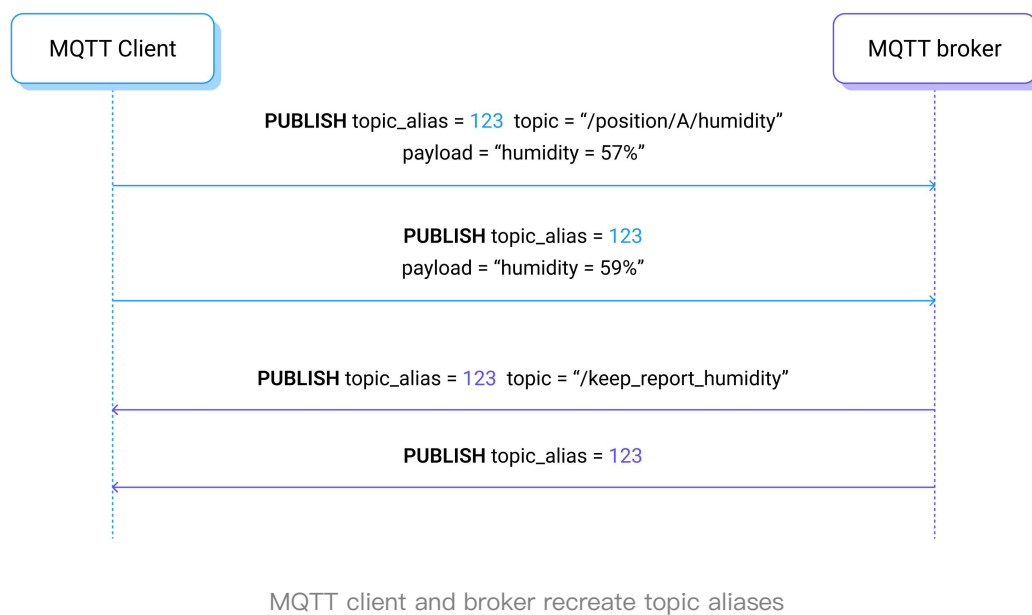 MQTT Client
MQTT broker
PUBLISH topic_alias = 123 topic = “/position/A/humidity”
payload = “humidity = 57%”
PUBLISH topic_alias = 123
payload = “humidity = 59%”
PUBLISH topic_alias = 123 topic = “/keep_report_humidity”
PUBLISH topic_alias = 123
MQTT client and broker recreate topic aliases